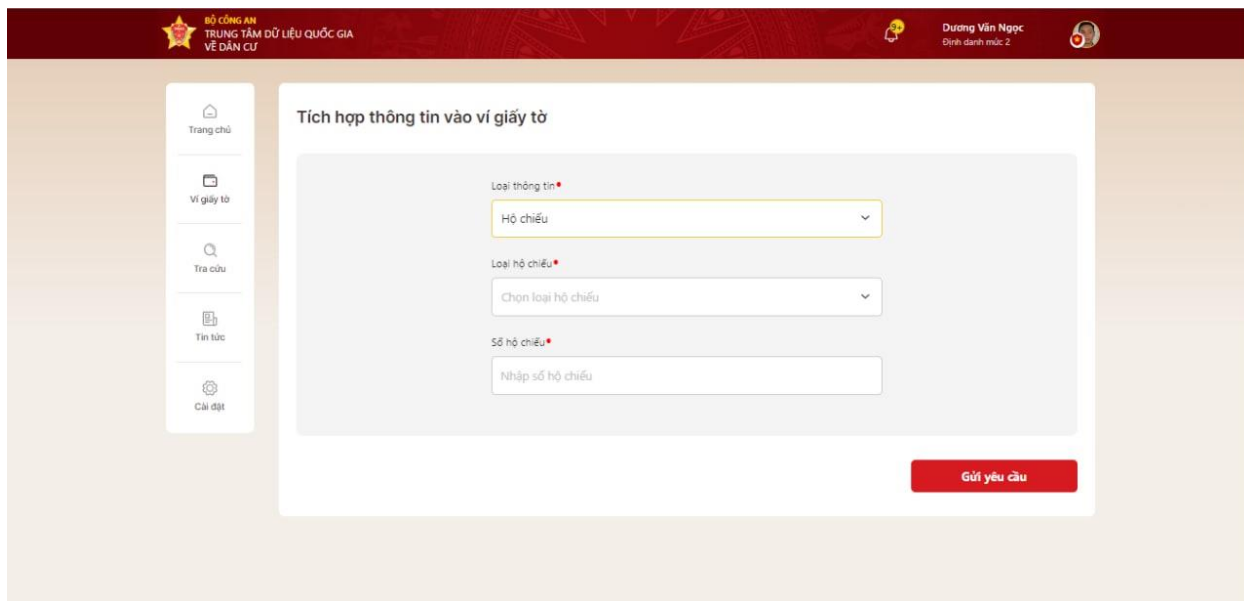 BỘ CÔNG AN
TRUNG TÂM DỮ LIỆU QUỐC GIA
VỀ DÂN CƯ
9+
Dương Văn Ngọc
Định danh mức 2
Trang chủ
Ví giấy tờ
Tra cứu
Tin tức
Cài đặt
Tích hợp thông tin vào ví giấy tờ
Loại thông tin
Hộ chiếu
Loại hộ chiếu
Chọn loại hộ chiếu
Số hộ chiếu
Nhập số hộ chiếu
Gửi yêu cầu